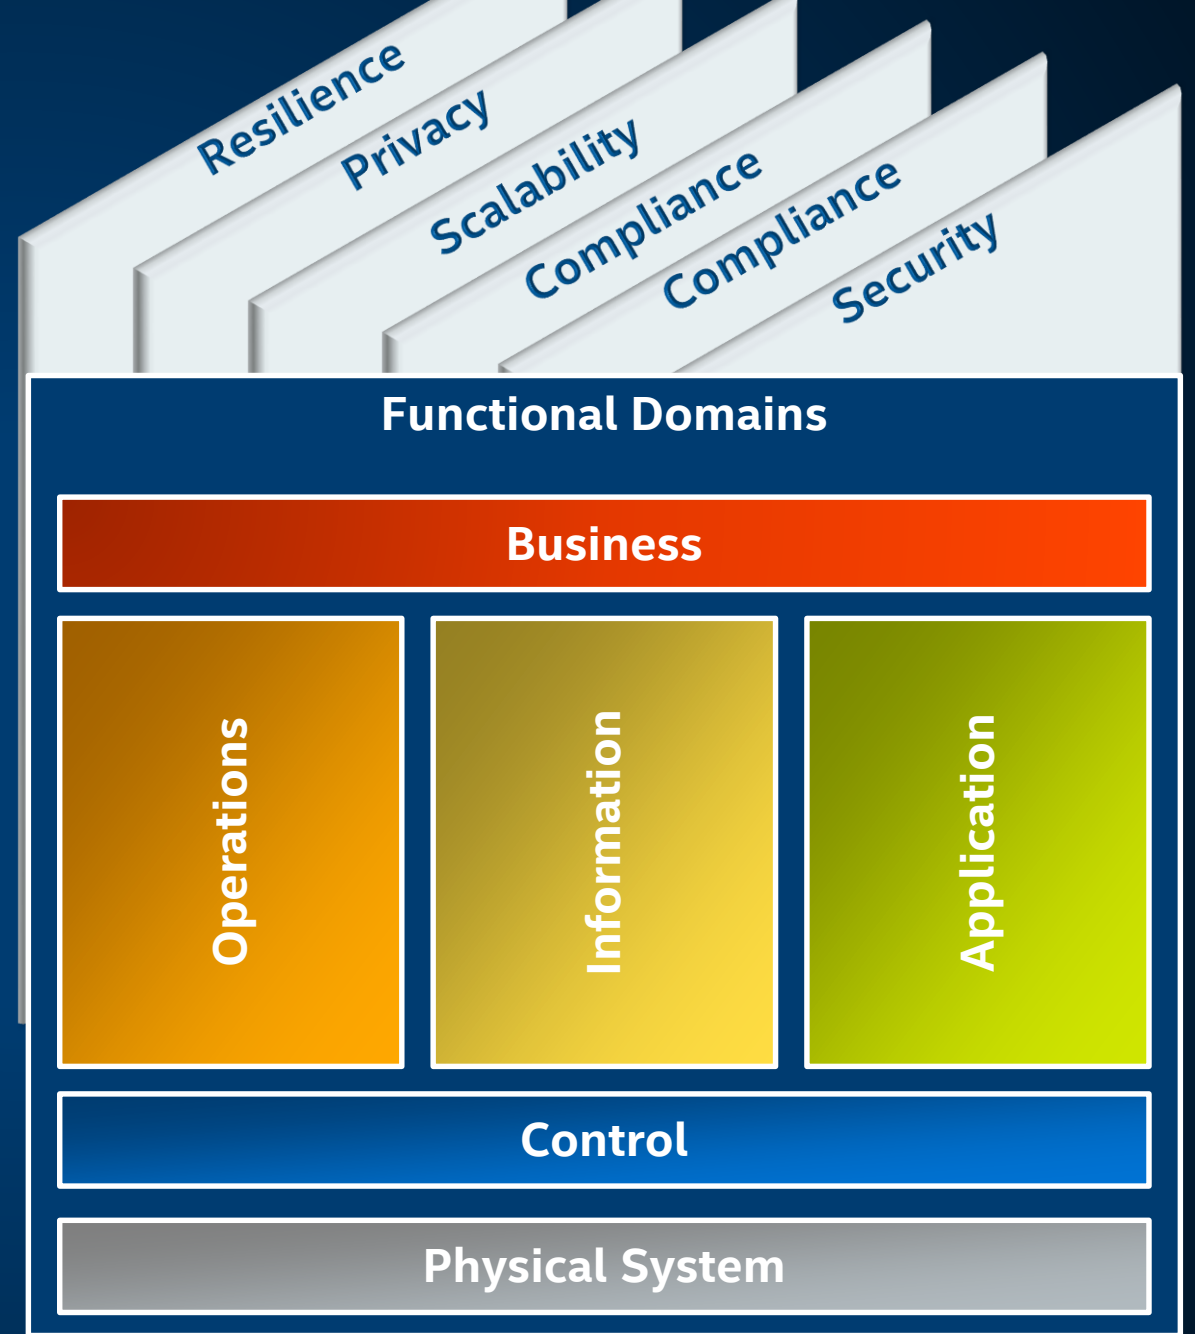 Resilience
Privacy
Scalability
Compliance
Compliance
Security
Functional Domains
Business
Operations
Information
Application
Control
Physical System